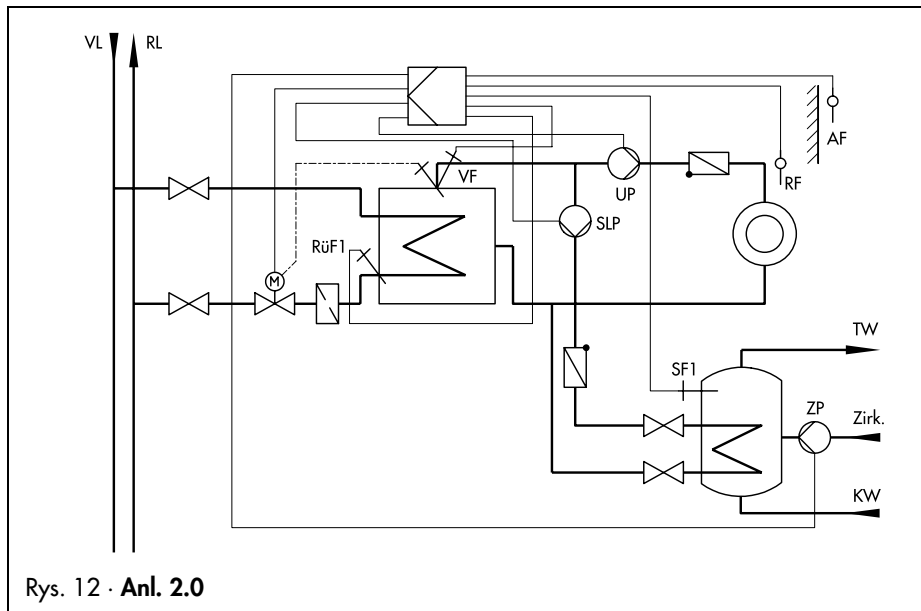 VL RL
AF
VF
RF
UP
SLP
RüF1
M
TW
SF1
ZP
Zirk.
KW
Rys. 12 · Anl. 2.0